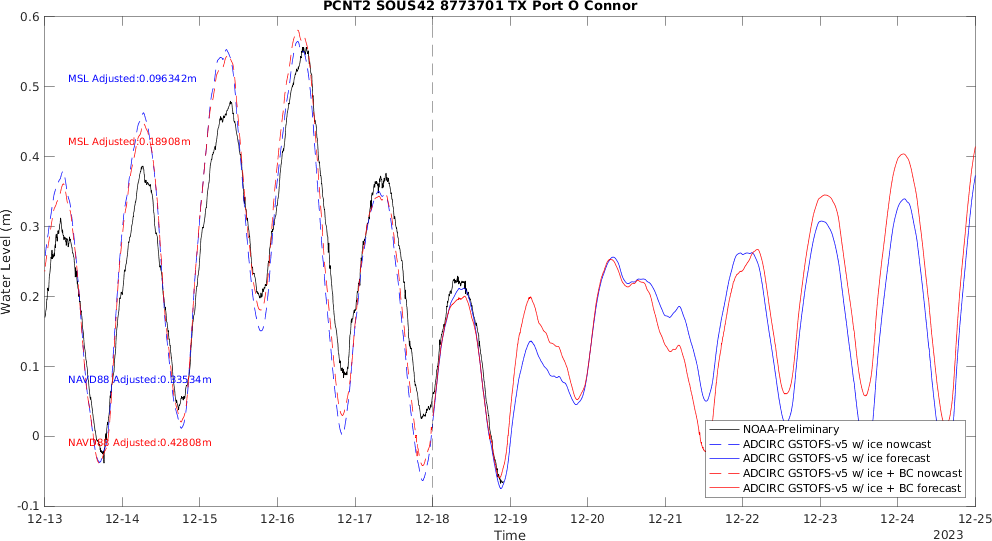 PCNT2 SOUS42 8773701 TX Port O Connor
0.6
0.5
0.4
0.3
0.2
0.1
0
-0.1
Water Level (m)
MSL Adjusted:0.096342m
MSL Adjusted:0.18908m
NAVD88 Adjusted:0.33534m
NAVD88 Adjusted:0.42808m
NOAA-Preliminary
ADCIRC GSTOFS-v5 w/ ice nowcast
ADCIRC GSTOFS-v5 w/ ice forecast
ADCIRC GSTOFS-v5 w/ ice + BC nowcast
ADCIRC GSTOFS-v5 w/ ice + BC forecast
12-13 12-14 12-15 12-16 12-17 12-18 12-19 12-20 12-21 12-22 12-23 12-24 12-25
Time
2023